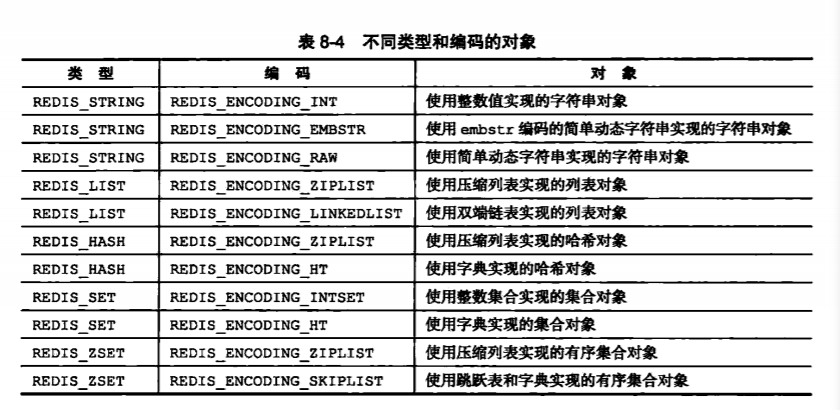 表 8-4 不同类型和编码的对象
类 型 编 码 对 象
REDIS_STRING REDIS_ENCODING_INT 使用整数值实现的字符串对象
REDIS_STRING REDIS_ENCODING_EMBSTR 使用 embstr 编码的简单动态字符串实现的字符串对象
REDIS_STRING REDIS_ENCODING_RAW 使用简单动态字符串实现的字符串对象
REDIS_LIST REDIS_ENCODING_ZIPLIST 使用压缩列表实现的列表对象
REDIS_LIST REDIS_ENCODING_LINKEDLIST 使用双端链表实现的列表对象
REDIS_HASH REDIS_ENCODING_ZIPLIST 使用压缩列表实现的哈希对象
REDIS_HASH REDIS_ENCODING_HT 使用字典实现的哈希对象
REDIS_SET REDIS_ENCODING_INTSET 使用整数集合实现的集合对象
REDIS_SET REDIS_ENCODING_HT 使用字典实现的集合对象
REDIS_ZSET REDIS_ENCODING_ZIPLIST 使用压缩列表实现的有序集合对象
REDIS_ZSET REDIS_ENCODING_SKIPLIST 使用跳跃表和字典实现的有序集合对象